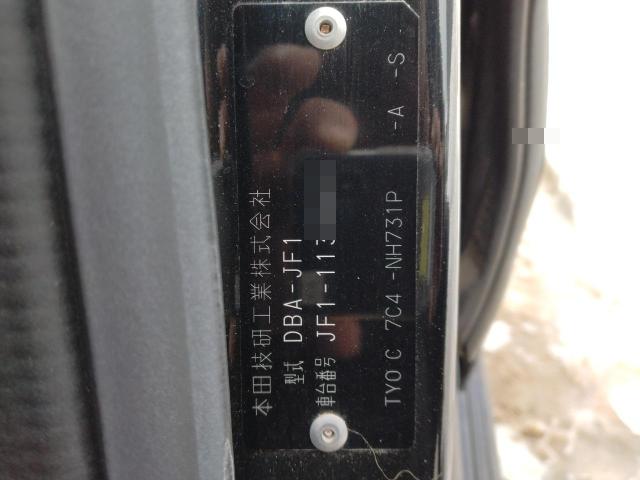 本田技研工業株式会社
型式 DBA-JF1
車台番号 JF1-113
TYO C 7C4 -NH731P -A -S